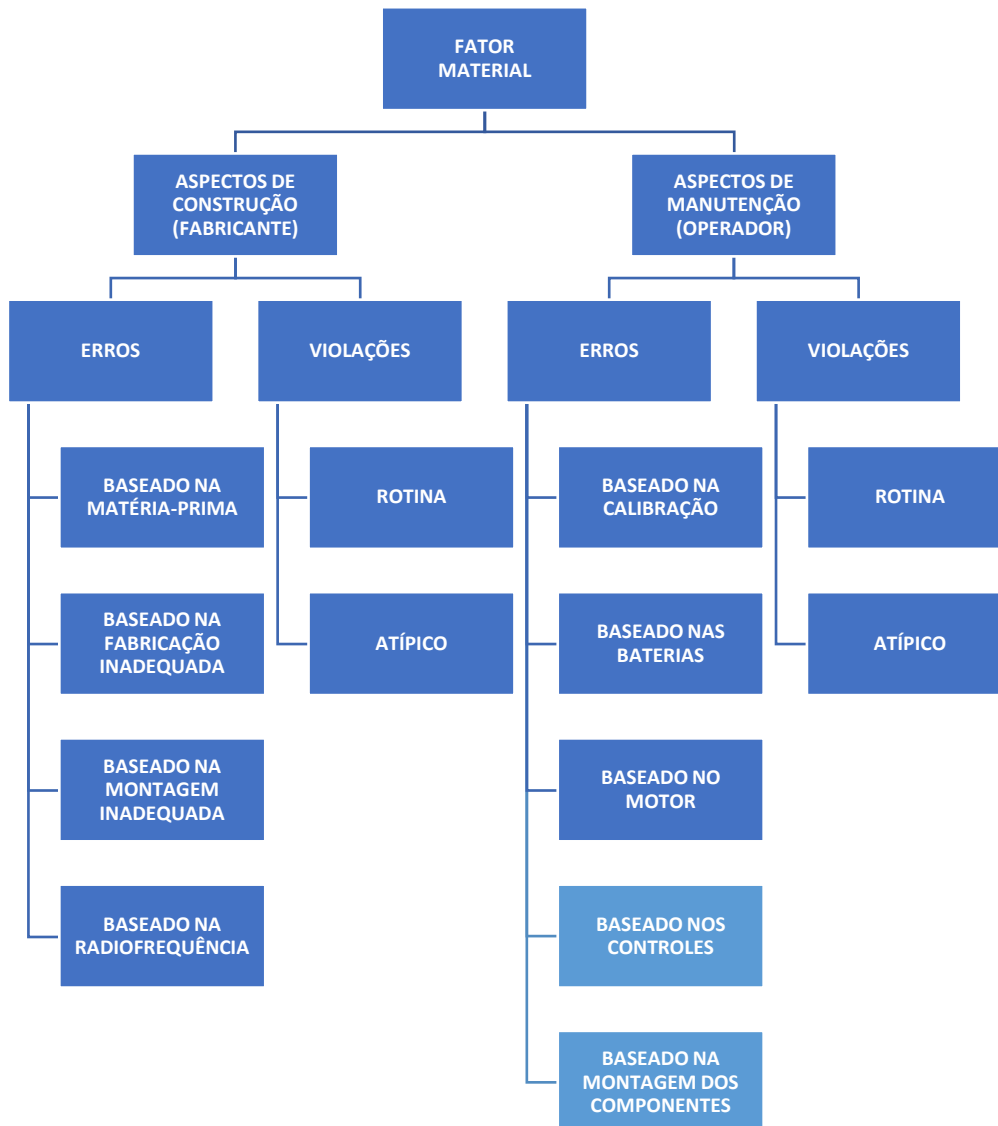 FATOR
MATERIAL
ASPECTOS DE
CONSTRUÇÃO
(FABRICANTE)
ASPECTOS DE
MANUTENÇÃO
(OPERADOR)
ERROS
VIOLAÇÕES
ERROS
VIOLAÇÕES
BASEADO NA
MATÉRIA-PRIMA
ROTINA
BASEADO NA
CALIBRAÇÃO
ROTINA
BASEADO NA
FABRICAÇÃO
INADEQUADA
ATÍPICO
BASEADO NAS
BATERIAS
ATÍPICO
BASEADO NA
MONTAGEM
INADEQUADA
BASEADO NO
MOTOR
BASEADO NA
RADIOFREQUÊNCIA
BASEADO NOS
CONTROLES
BASEADO NA
MONTAGEM DOS
COMPONENTES